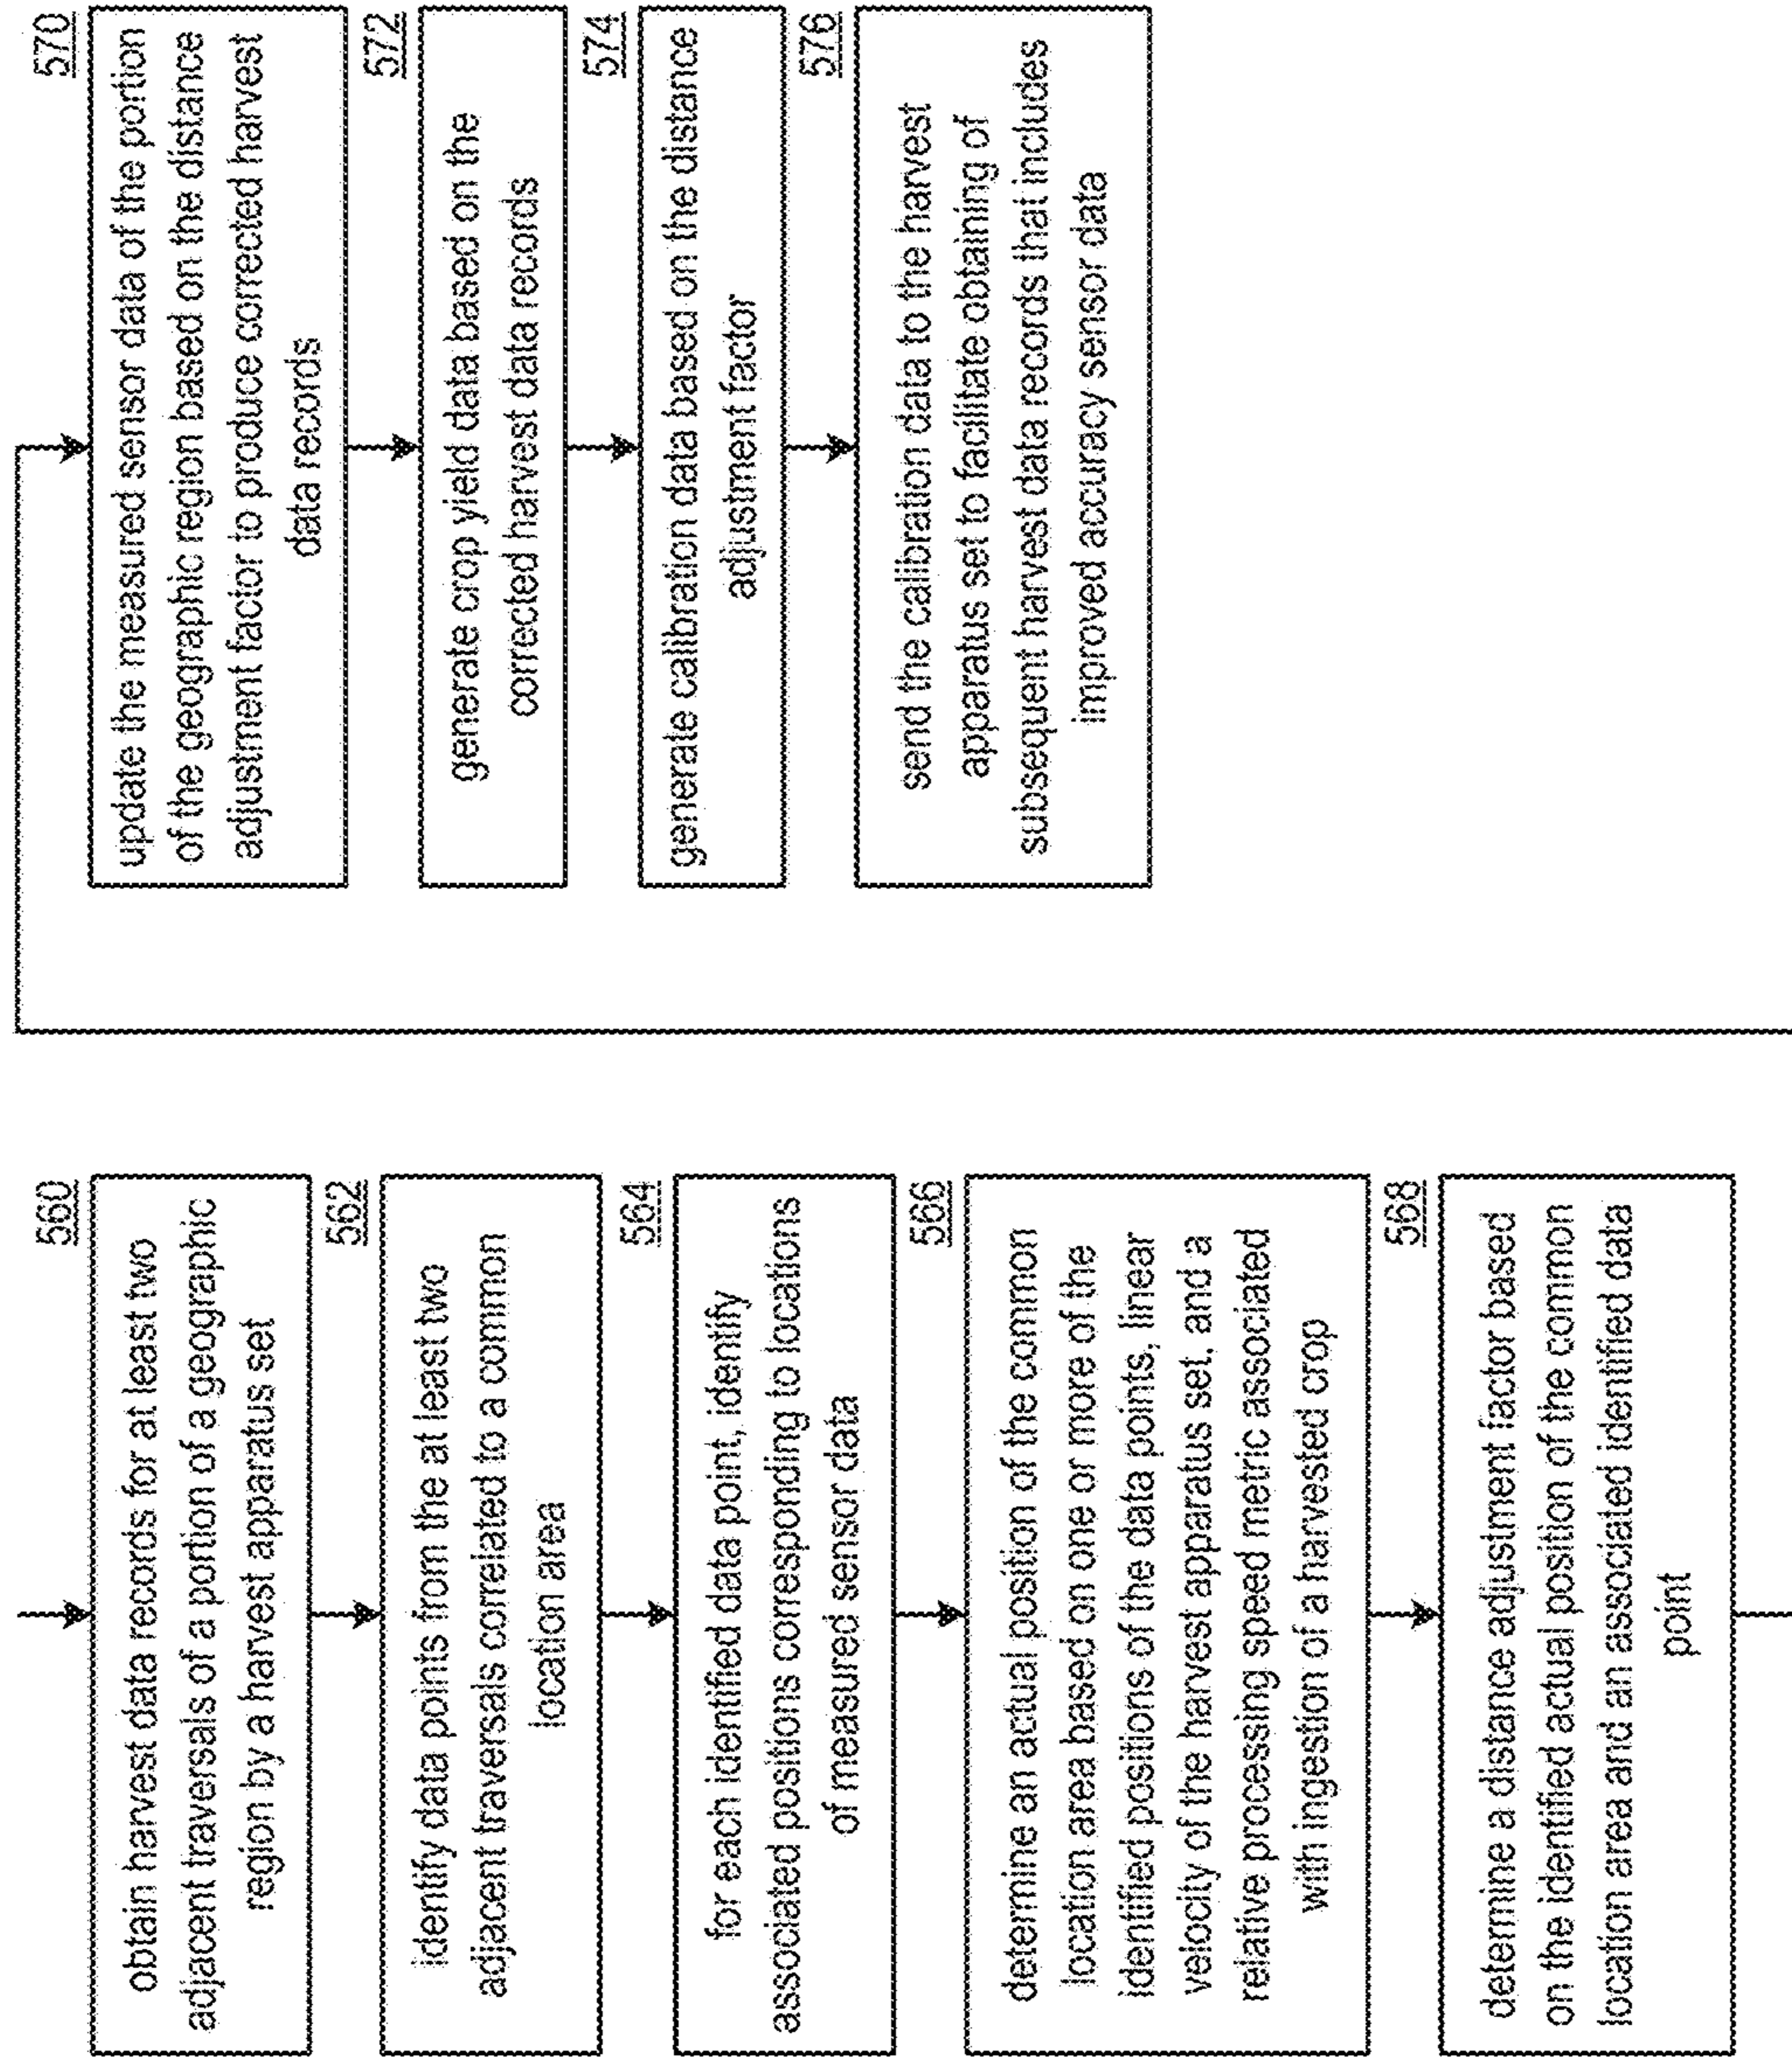 560
obtain harvest data records for at least two
adjacent traversals of a portion of a geographic
region by a harvest apparatus set
562
identify data points from the at least two
adjacent traversals correlated to a common
location area
564
for each identified data point, identify
associated positions corresponding to locations
of measured sensor data
566
determine an actual position of the common
location area based on one or more of the
identified positions of the data points, linear
velocity of the harvest apparatus set, and a
relative processing speed metric associated
with ingestion of a harvested crop
568
determine a distance adjustment factor based
on the identified actual position of the common
location area and an associated identified data
point
570
update the measured sensor data of the portion
of the geographic region based on the distance
adjustment factor to produce corrected harvest
data records
572
generate crop yield data based on the
corrected harvest data records
574
generate calibration data based on the distance
adjustment factor
576
send the calibration data to the harvest
apparatus set to facilitate obtaining of
subsequent harvest data records that includes
improved accuracy sensor data